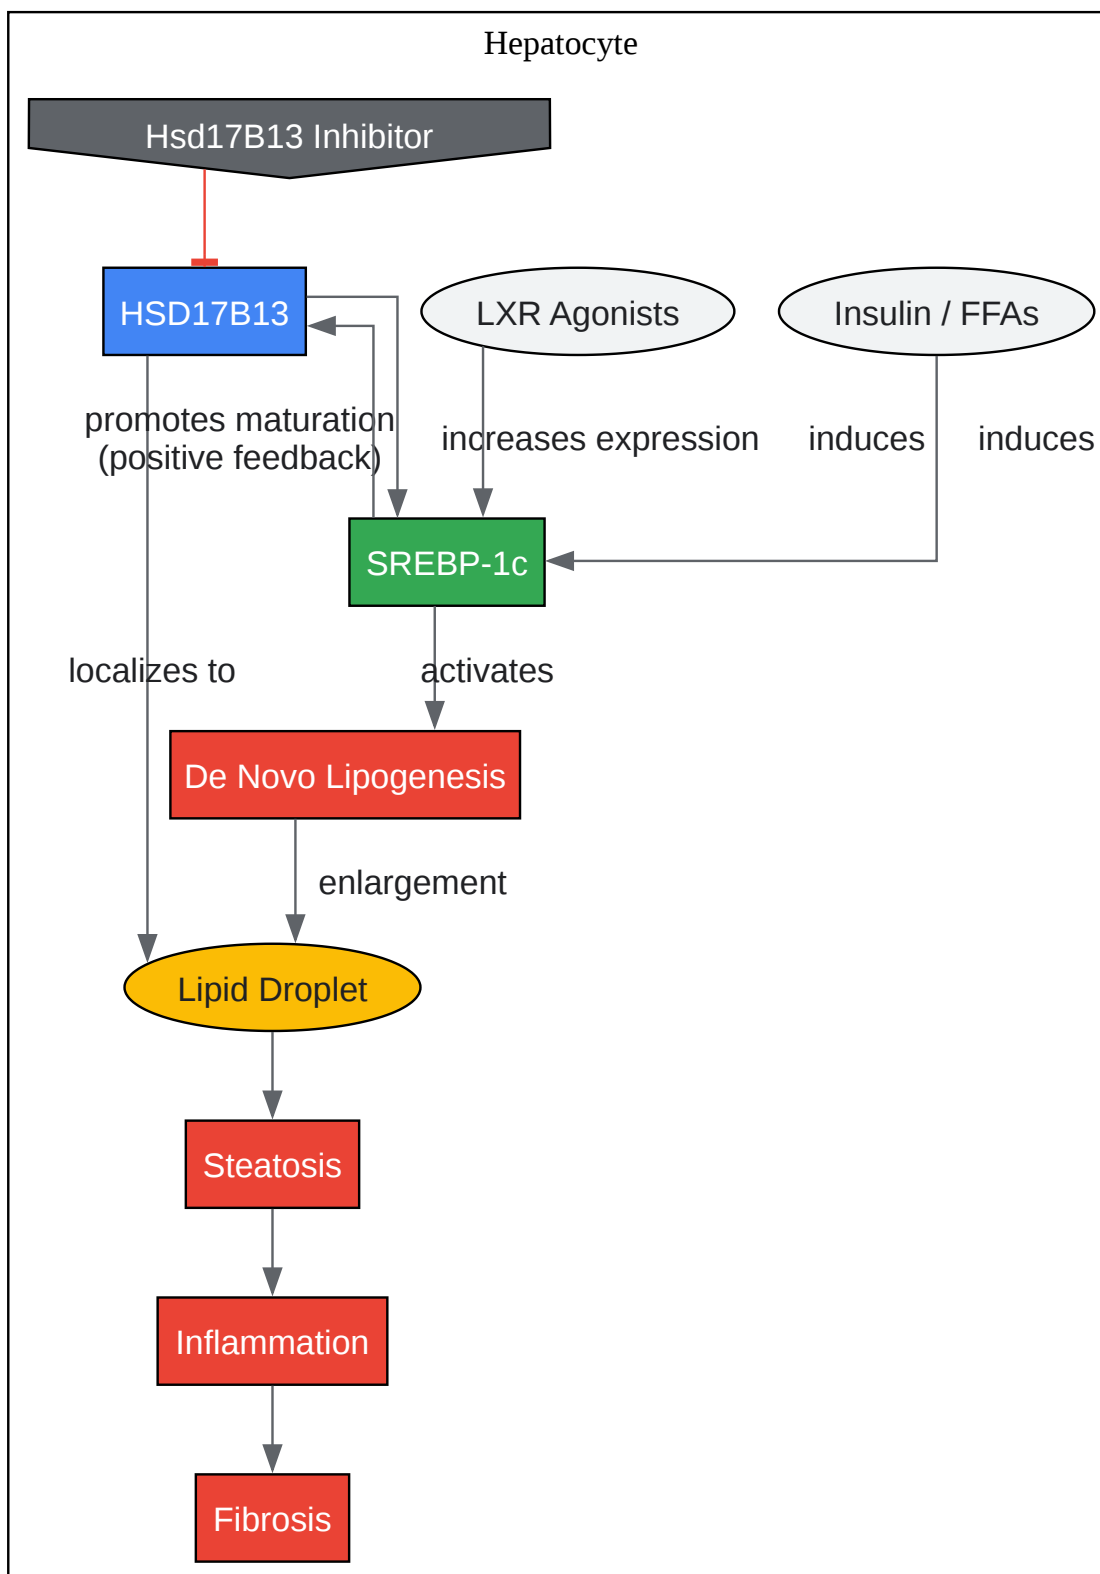 Hepatocyte
Hsd17B13 Inhibitor
HSD17B13
LXR Agonists
Insulin / FFAs
promotes maturation
(positive feedback)
increases expression
induces
induces
SREBP-1c
localizes to
activates
De Novo Lipogenesis
enlargement
Lipid Droplet
Steatosis
Inflammation
Fibrosis